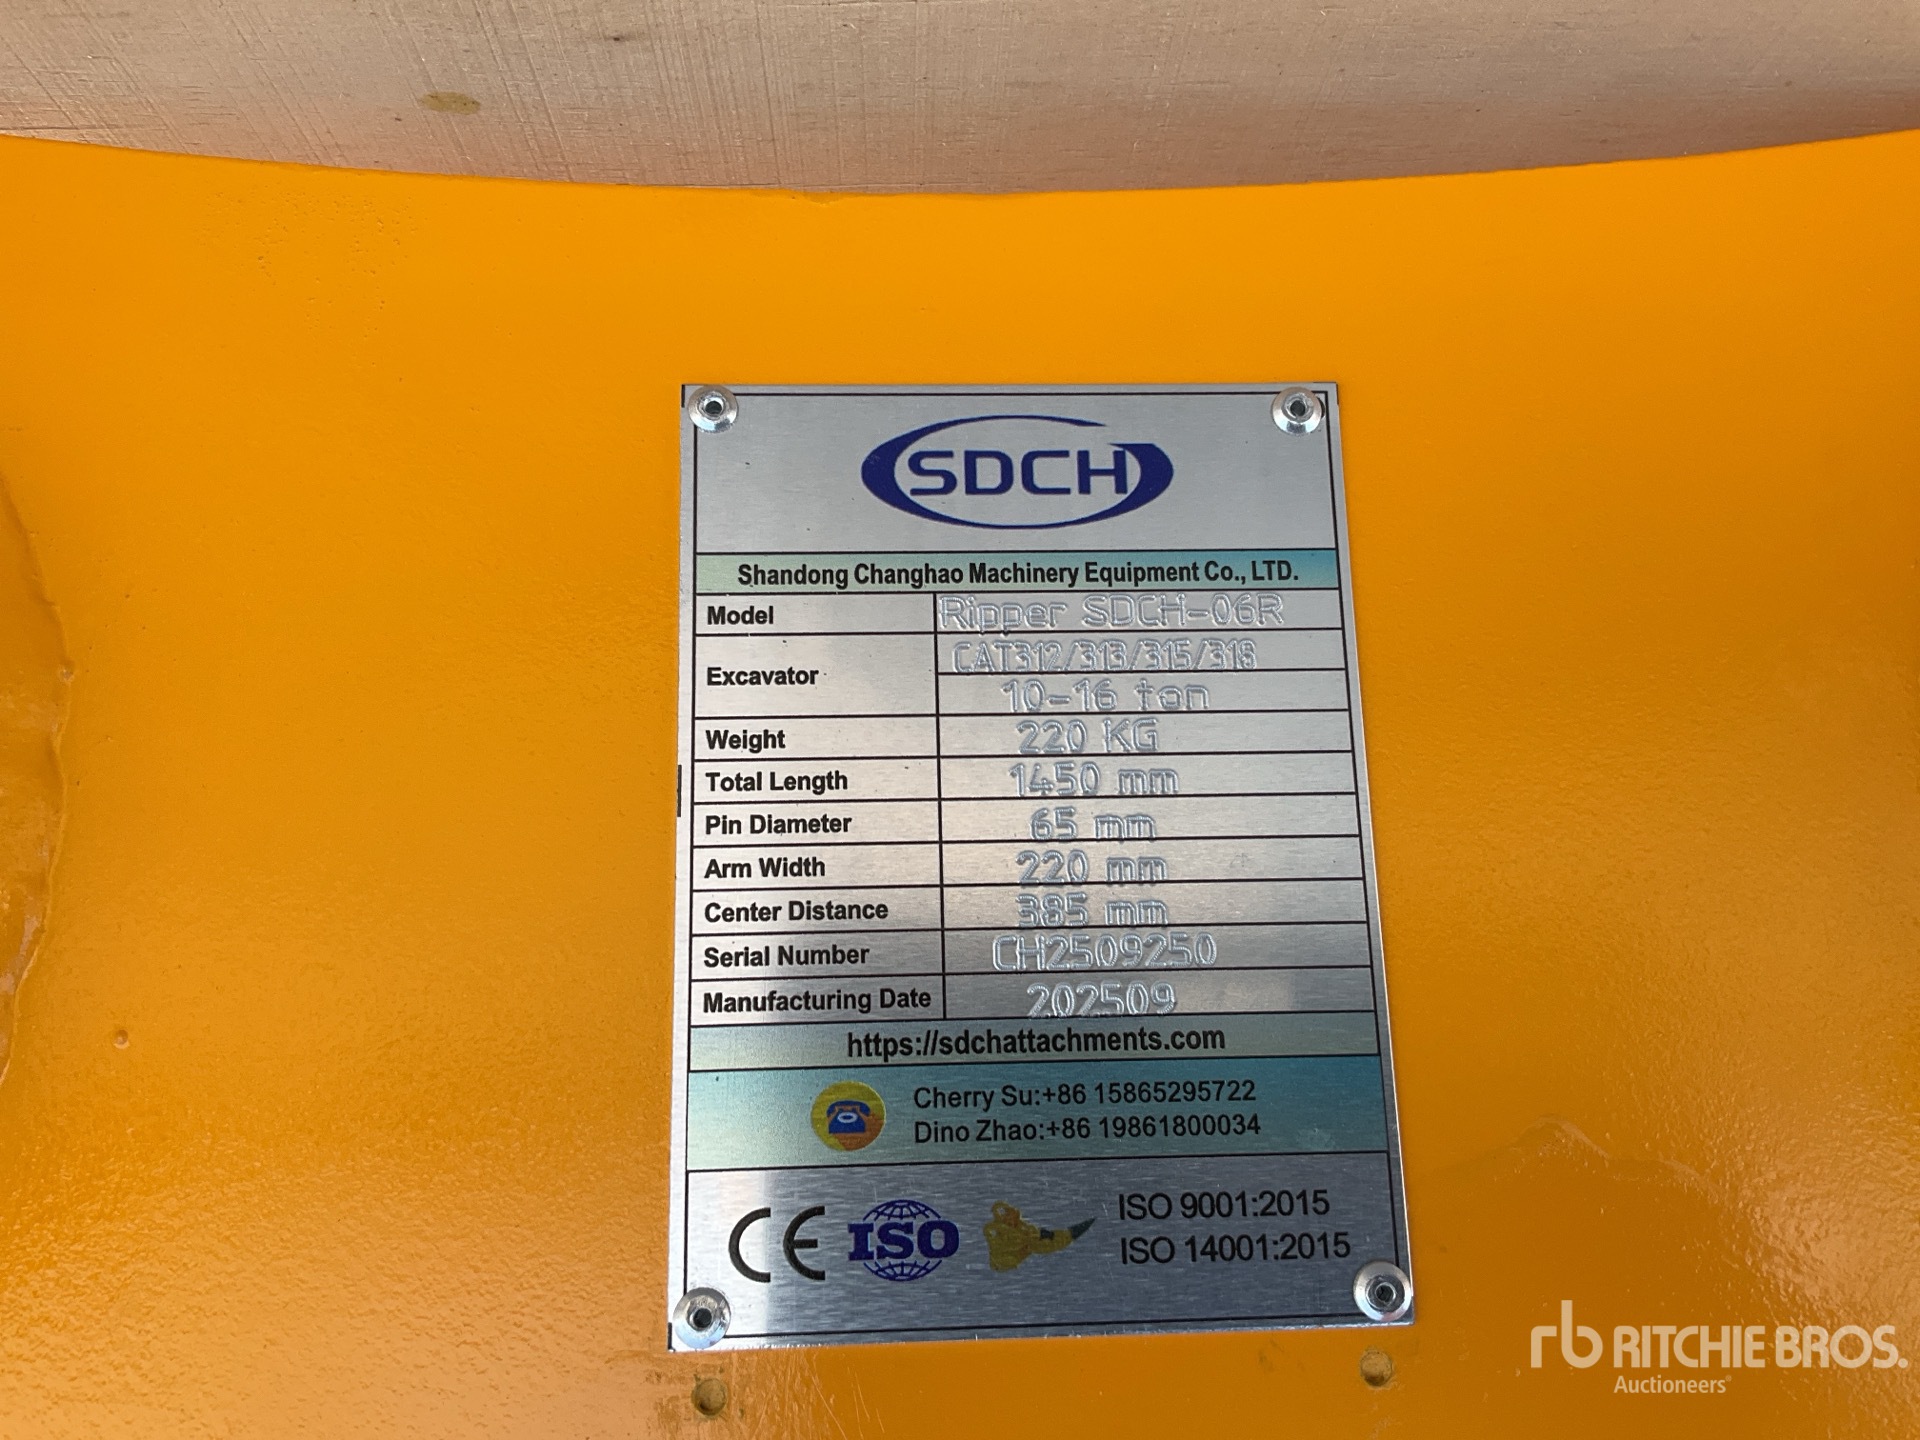 SDCH
Shandong Changhao Machinery Equipment Co., LTD.
Model Ripper SDCH-06R
Excavator CAT312/313/315/318
10-16 ton
Weight 220 KG
Total Length 1450 mm
Pin Diameter 65 mm
Arm Width 220 mm
Center Distance 385 mm
Serial Number CH2509250
Manufacturing Date 202509
https://sdchattachments.com
Cherry Su:+86 15865295722
Dino Zhao:+86 19861800034
CE ISO ISO 9001:2015
ISO 14001:2015
rb RITCHIE BROS.
Auctioneers